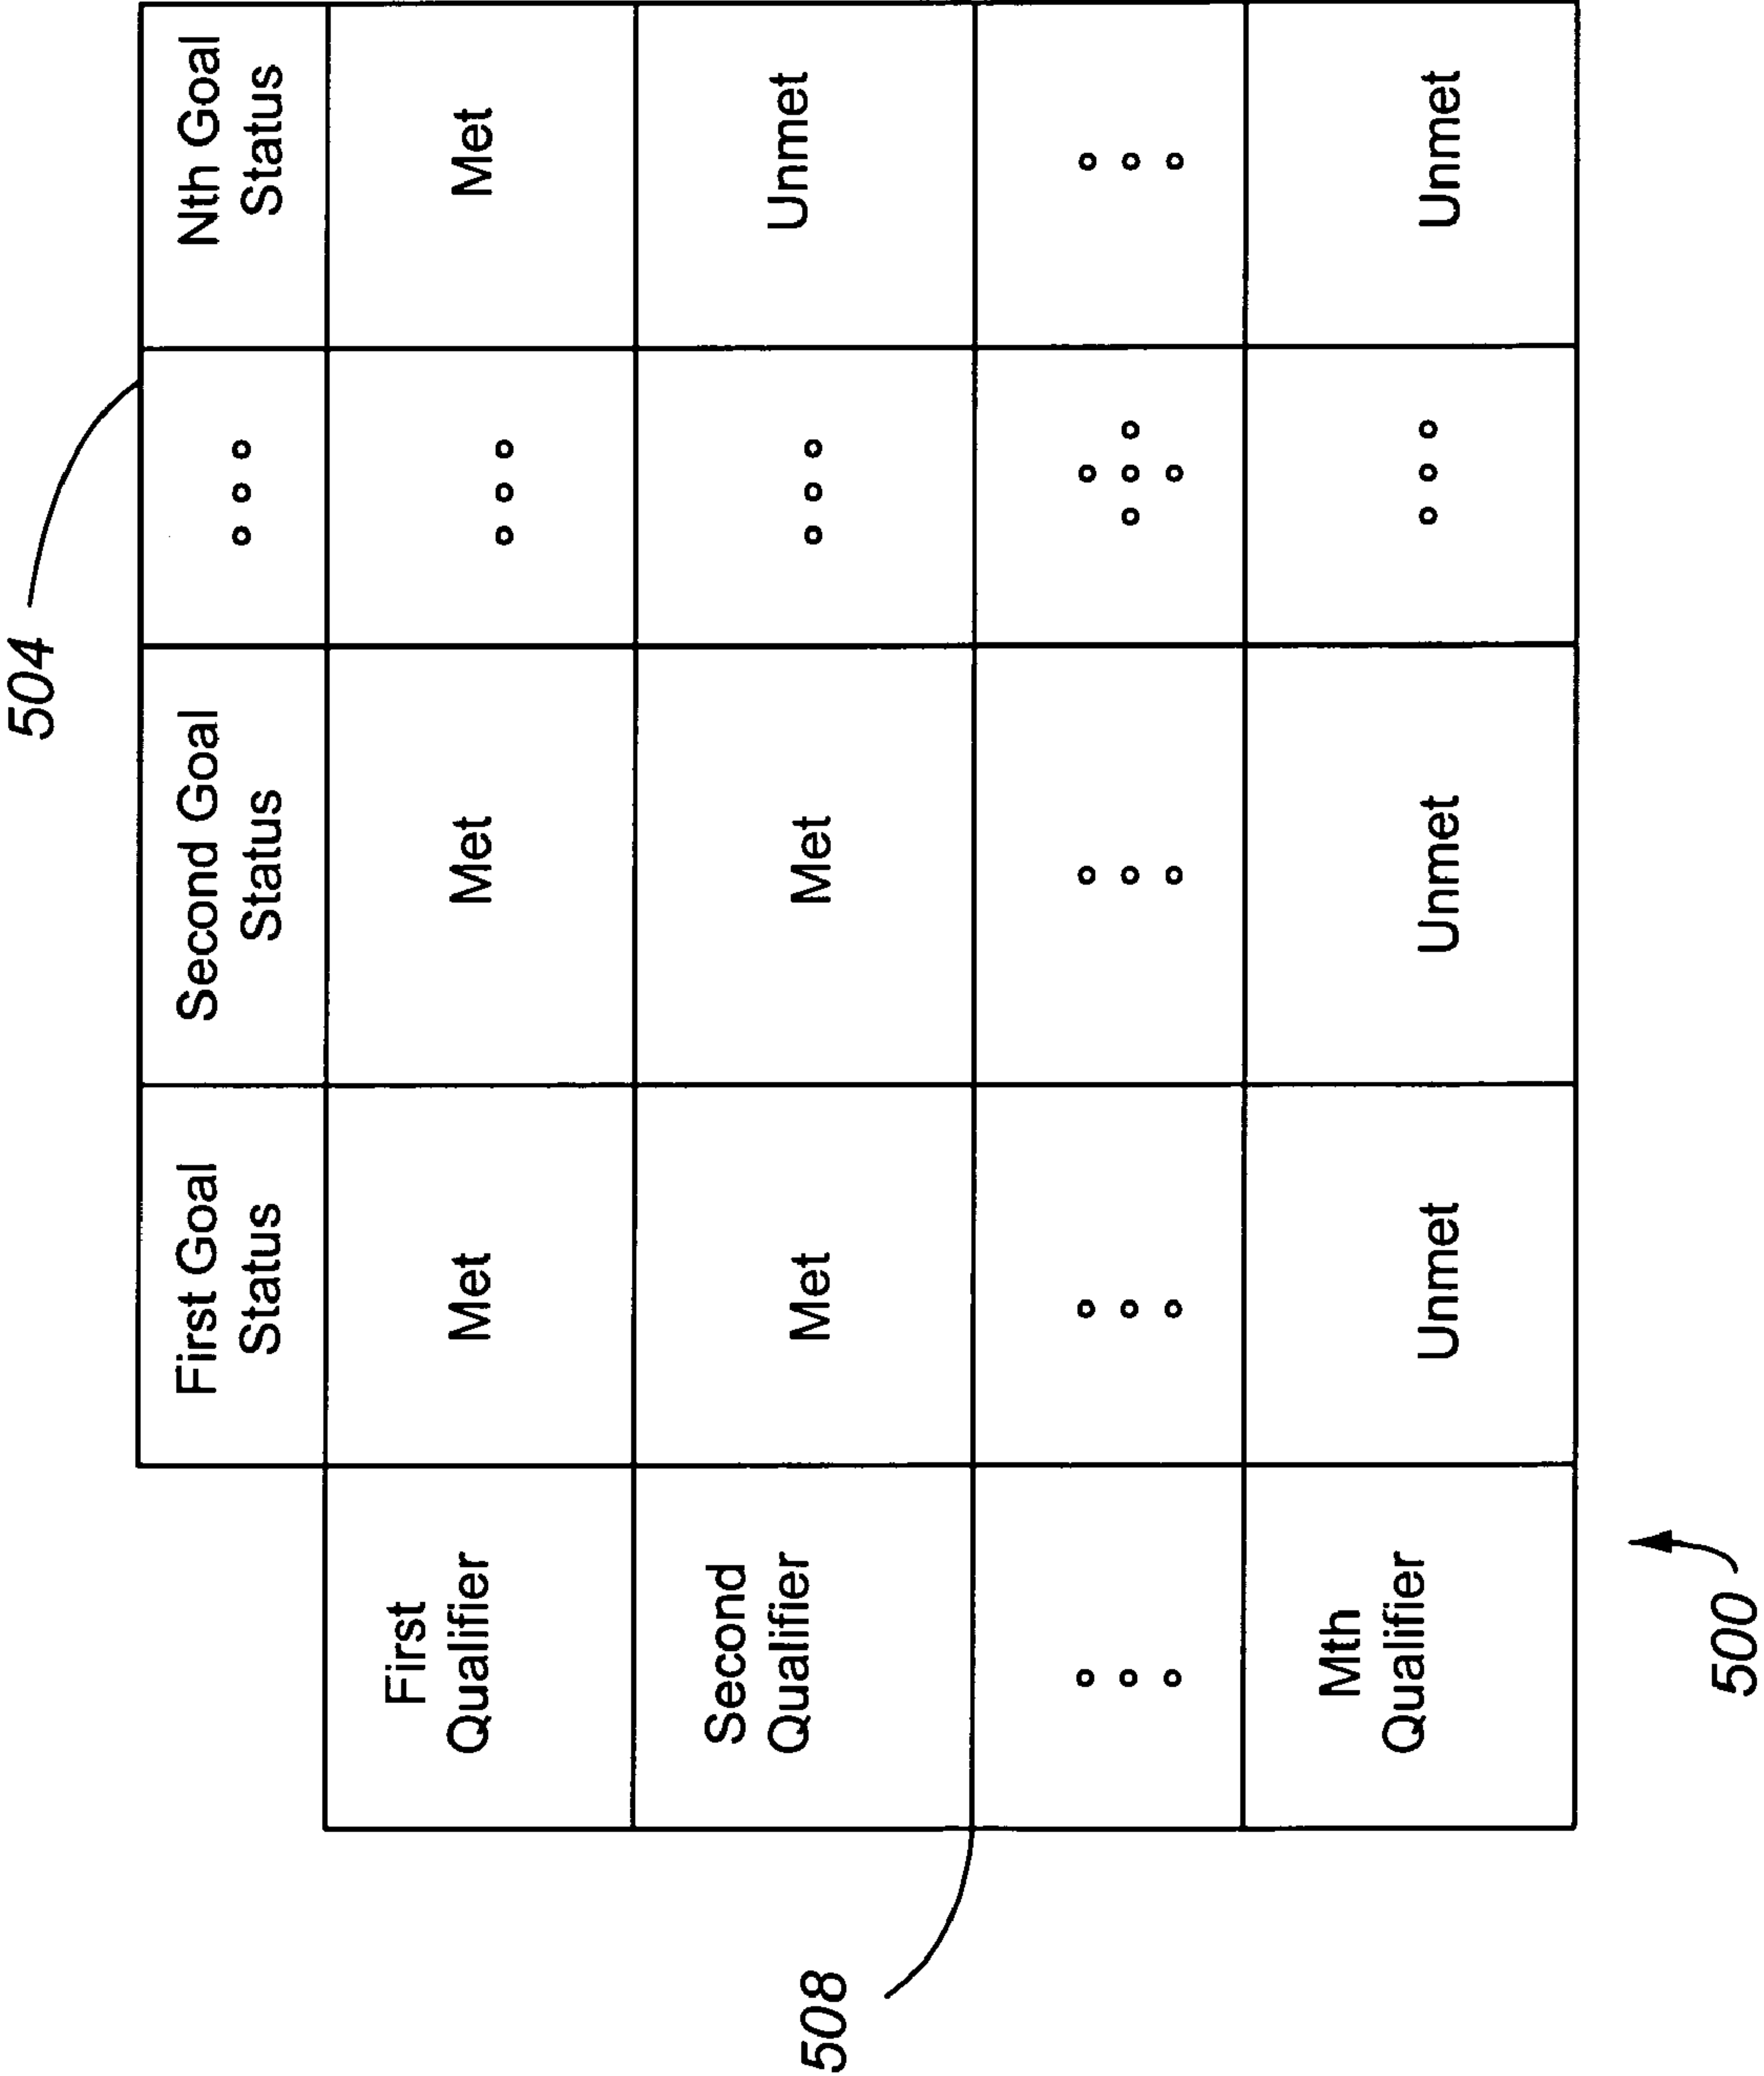 504
First Goal
Status
Second Goal
Status
Nth Goal
Status
First
Qualifier
Met
Met
Met
Second
Qualifier
Met
Met
Unmet
Mth
Qualifier
Unmet
Unmet
Unmet
508
500